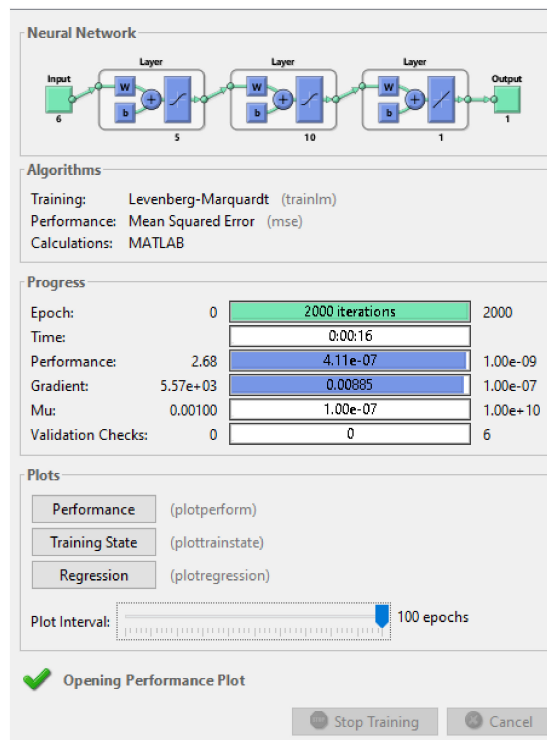 Neural Network
Layer Layer Layer
Input Output
W W W
b b b
6 5 10 1 1
Algorithms
Training: Levenberg-Marquardt (trainlm)
Performance: Mean Squared Error (mse)
Calculations: MATLAB
Progress
Epoch: 0 2000 iterations 2000
Time: 0:00:16
Performance: 2.68 4.11e-07 1.00e-09
Gradient: 5.57e+03 0.00885 1.00e-07
Mu: 0.00100 1.00e-07 1.00e+10
Validation Checks: 0 0 6
Plots
Performance (plotperform)
Training State (plottrainstate)
Regression (plotregression)
Plot Interval: 100 epochs
Opening Performance Plot
Stop Training Cancel